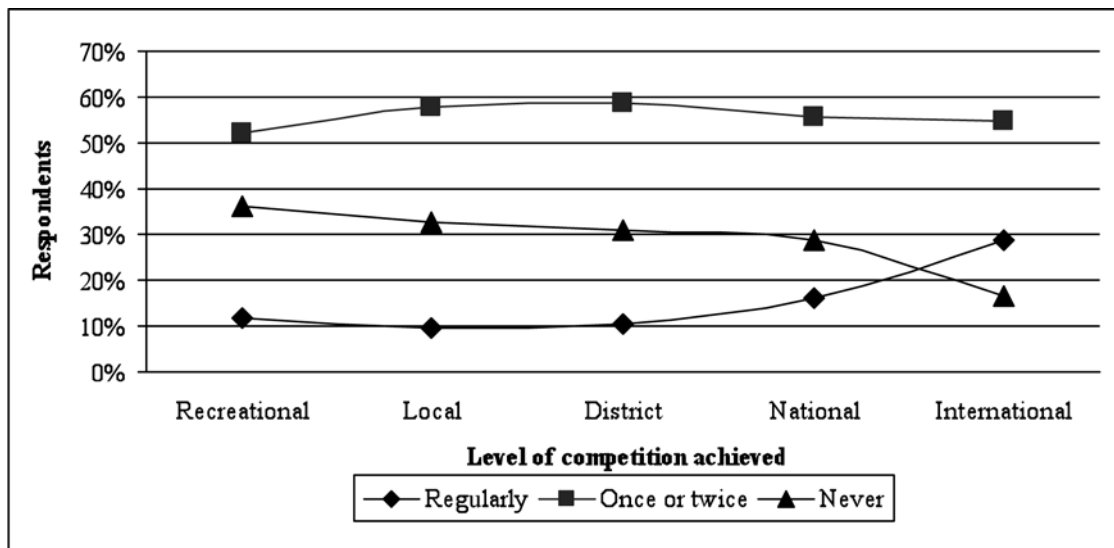 70%
60%
50%
40%
30%
20%
10%
0%
Respondents
Recreational Local District National International
Level of competition achieved
Regularly Once or twice Never